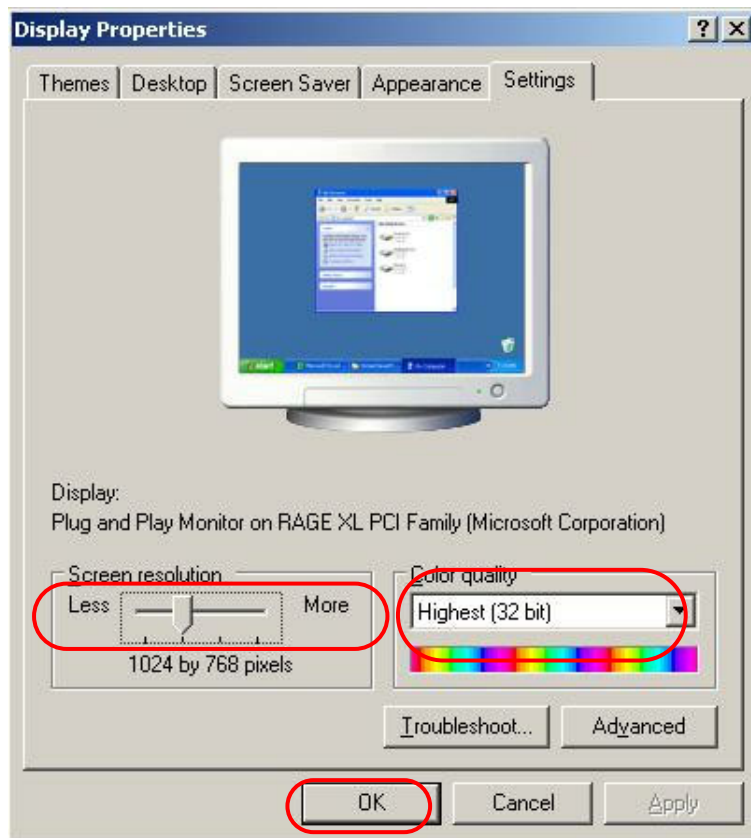 Display Properties
Themes Desktop Screen Saver Appearance Settings
Display:
Plug and Play Monitor on RAGE XL PCI Family (Microsoft Corporation)
Screen resolution
Less More
1024 by 768 pixels
Color quality
Highest (32 bit)
Troubleshoot... Advanced
OK Cancel Apply